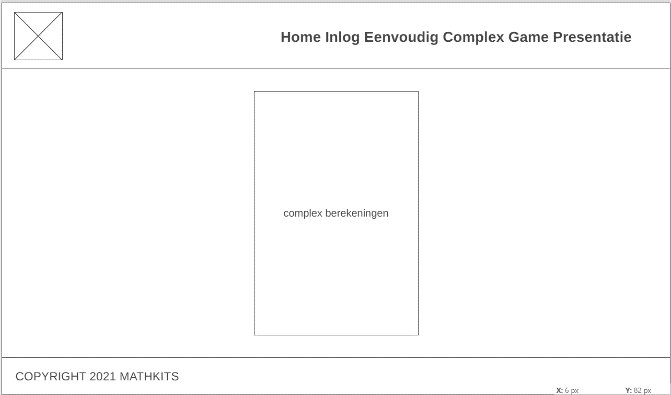 Home Inlog Eenvoudig Complex Game Presentatie
complex berekeningen
COPYRIGHT 2021 MATHKITS
X: 6 px Y: 82 px